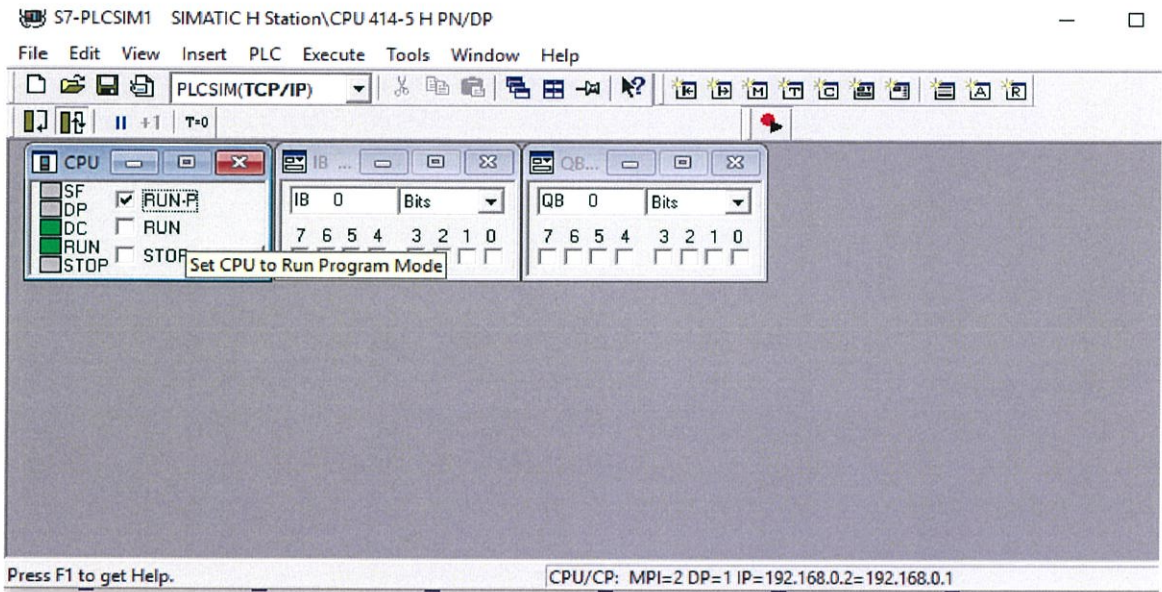 S7-PLCSIM1 SIMATIC H Station\CPU 414-5 H PN/DP
File Edit View Insert PLC Execute Tools Window Help
PLCSIM(TCP/IP)
+1 T=0
CPU
IB ...
QB...
SF
DP
DC
RUN
STOP
RUN-P
RUN
STOP
Set CPU to Run Program Mode
IB 0 Bits
7 6 5 4 3 2 1 0
QB 0 Bits
7 6 5 4 3 2 1 0
Press F1 to get Help.
CPU/CP: MPI=2 DP=1 IP=192.168.0.2=192.168.0.1